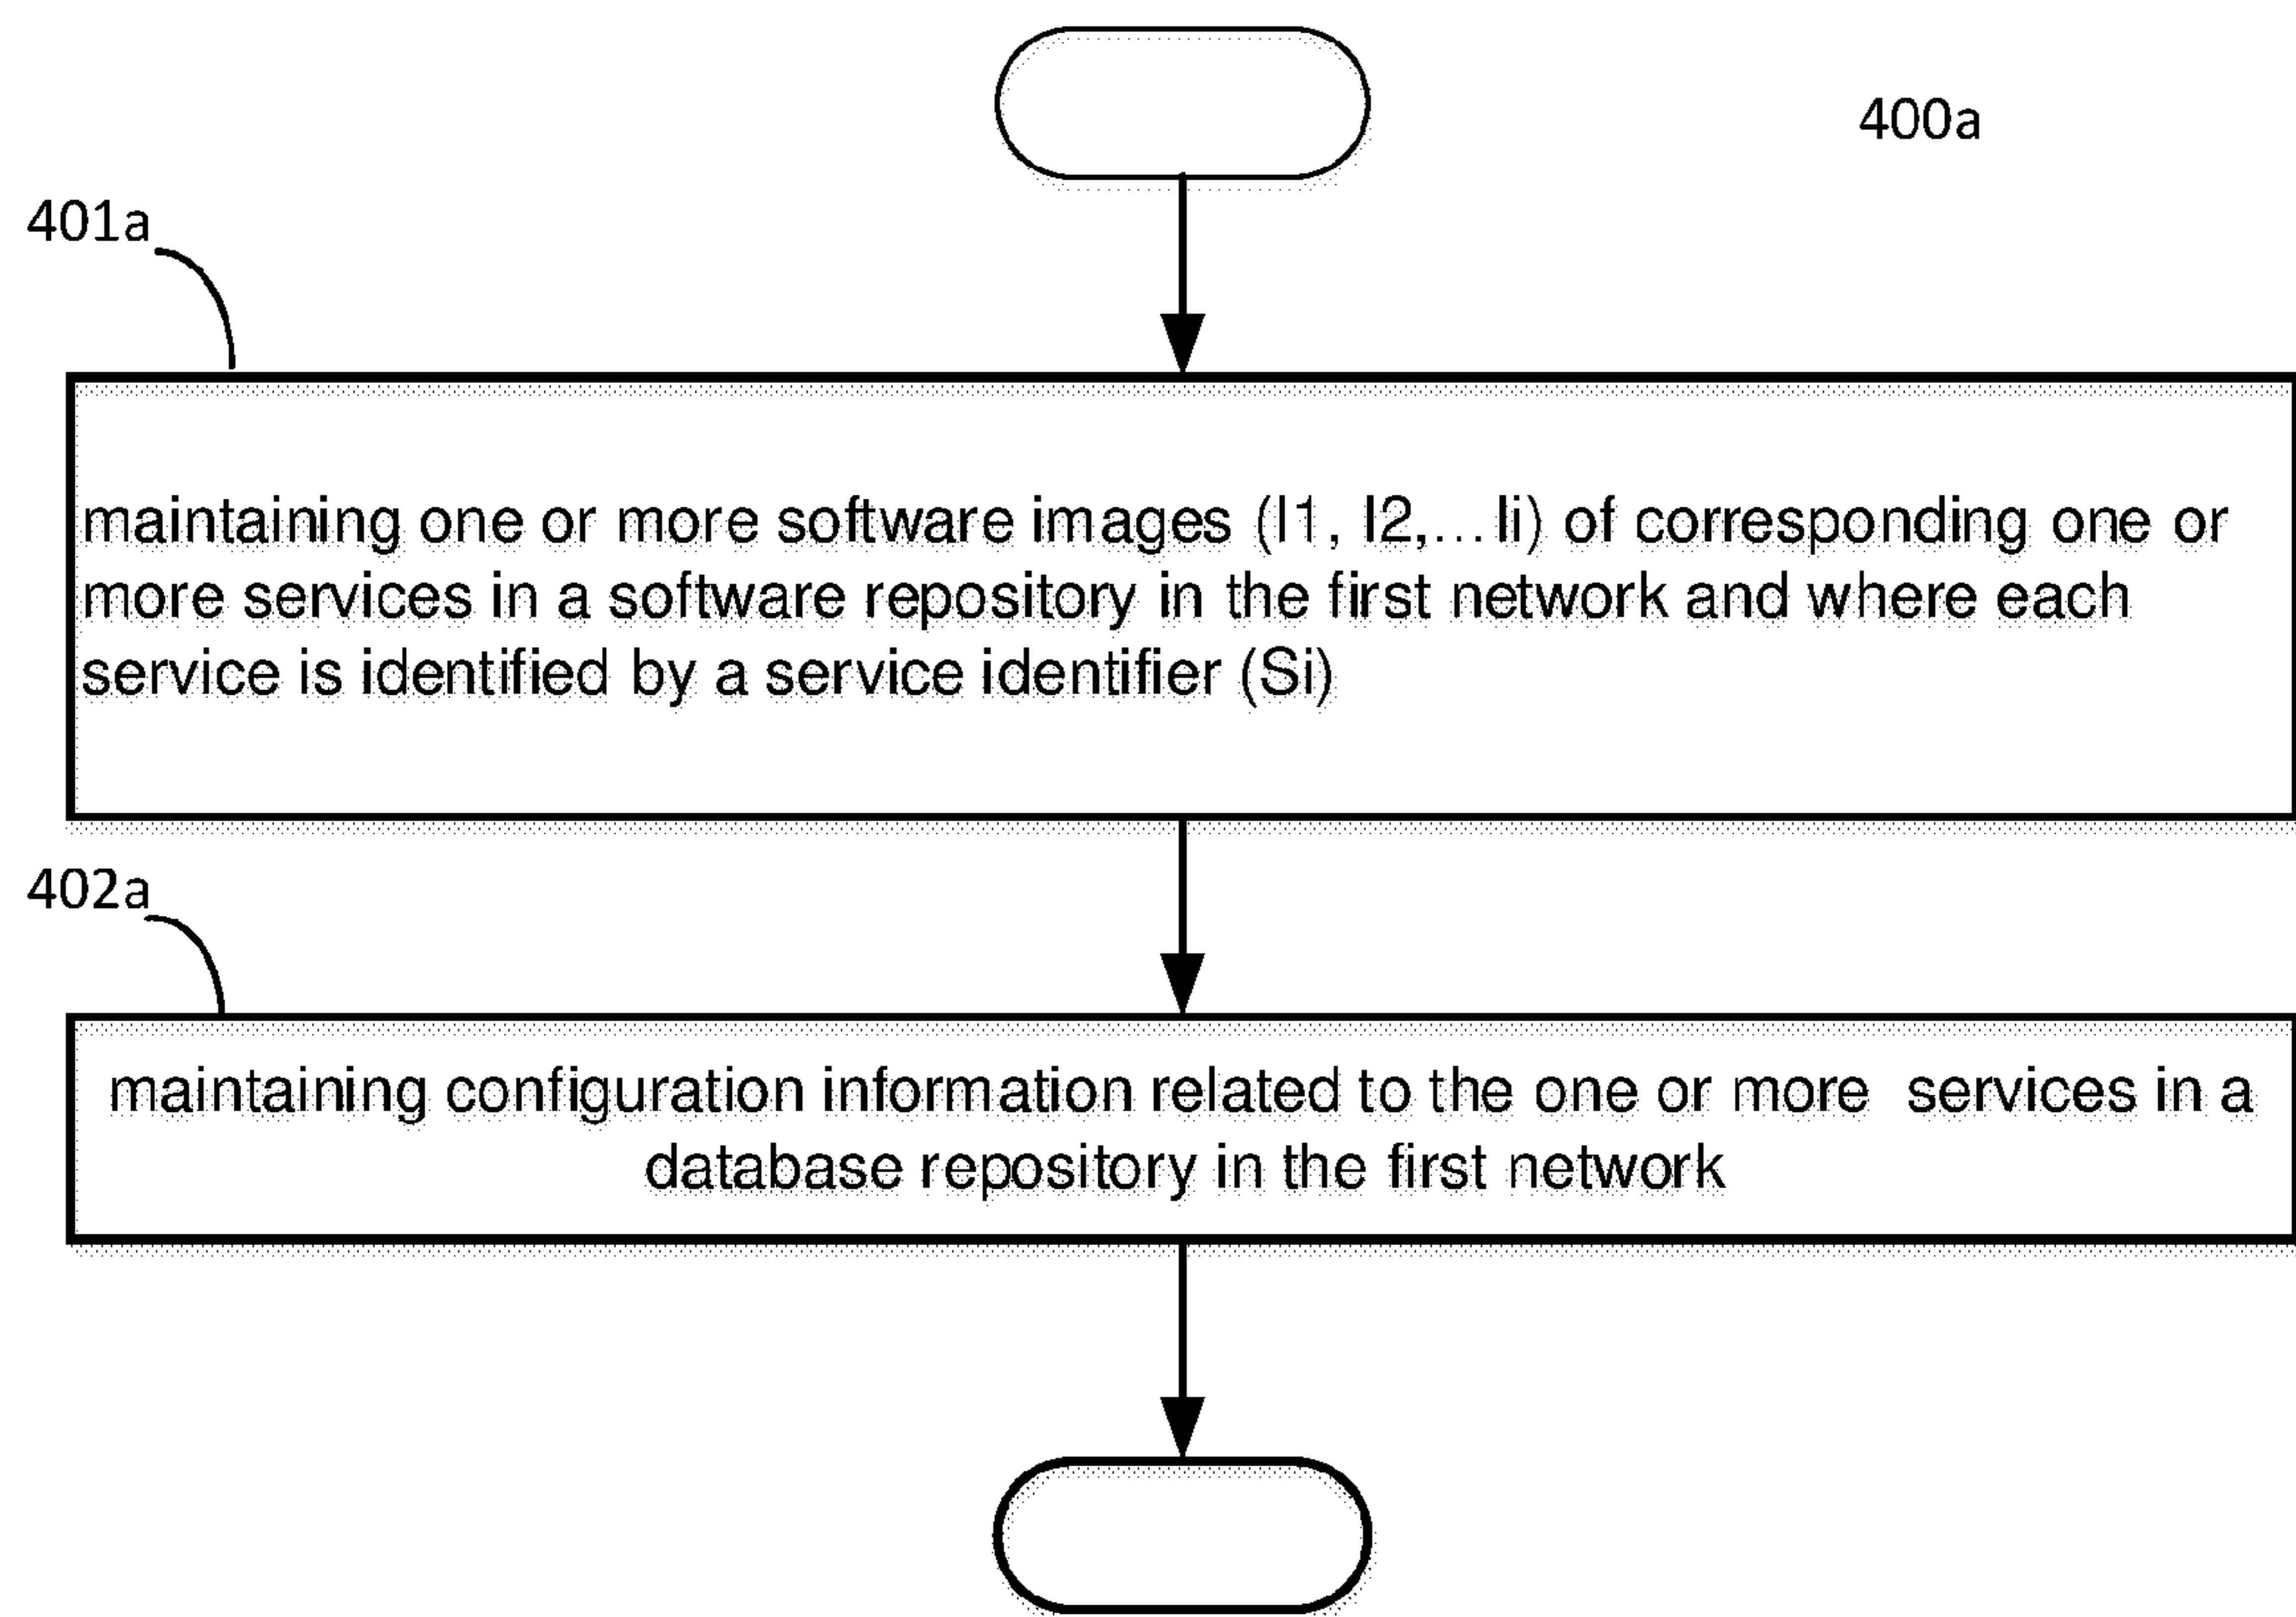 400a
401a
maintaining one or more software images (I1, I2,...Ii) of corresponding one or
more services in a software repository in the first network and where each
service is identified by a service identifier (Si)
402a
maintaining configuration information related to the one or more services in a
database repository in the first network